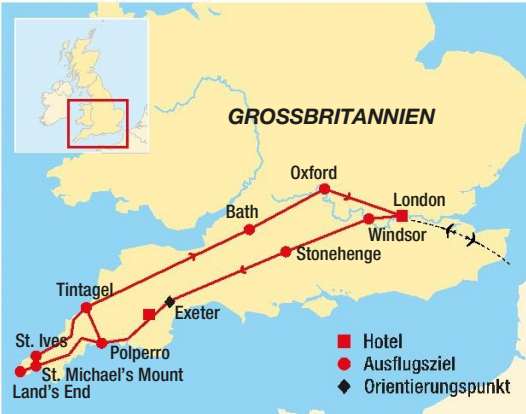 GROSSBRITANNIEN
Oxford
London
Bath
Windsor
Stonehenge
Tintagel
Exeter
St. Ives
Polperro
St. Michael's Mount
Land's End
Hotel
Ausflugsziel
Orientierungspunkt